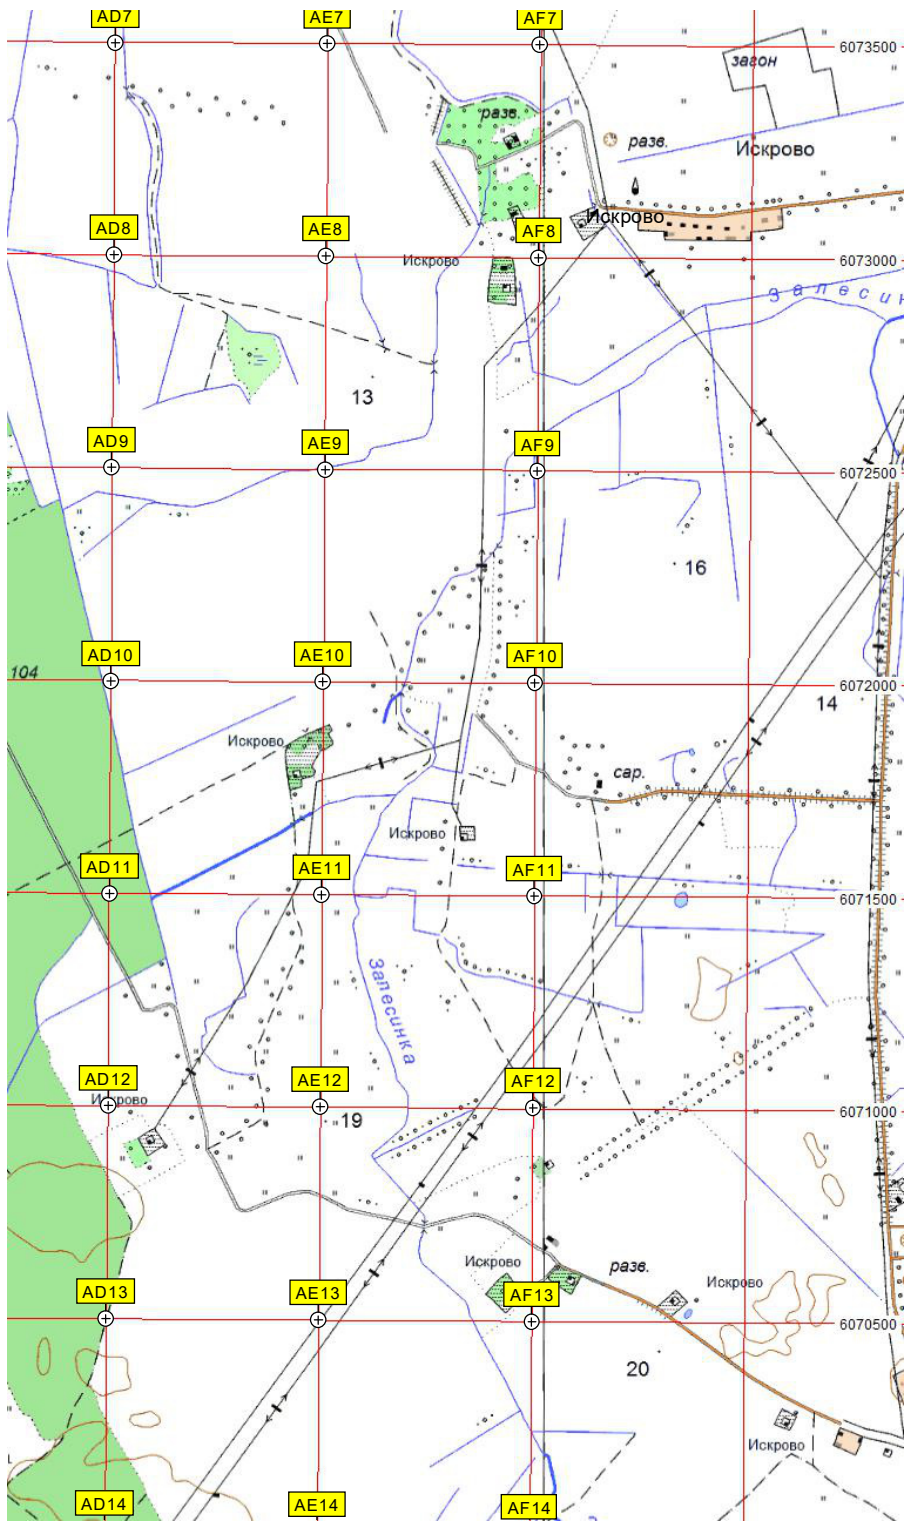 AD7 AE7 AF7
6073500
загон
разв.
разв.
Искрово
Искрово
AD8 AE8 AF8
Искрово
6073000
Залесин
13
AD9 AE9 AF9
6072500
16
AD10 AE10 AF10
104
6072000
14
Искрово
сар.
Искрово
AD11 AE11 AF11
6071500
Залесинка
AD12 AE12 AF12
Искрово
6071000
19
Искрово
разв.
Искрово
AD13 AE13 AF13
6070500
20
Искрово
AD14 AE14 AF14